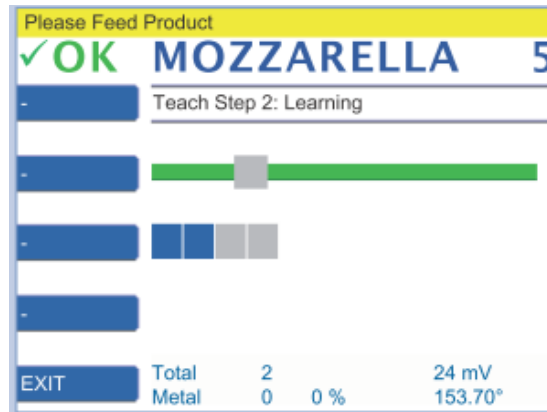 Please Feed Product
✓OK MOZZARELLA 5
-
Teach Step 2: Learning
-
-
-
EXIT
Total 2 24 mV
Metal 0 0 % 153.70°